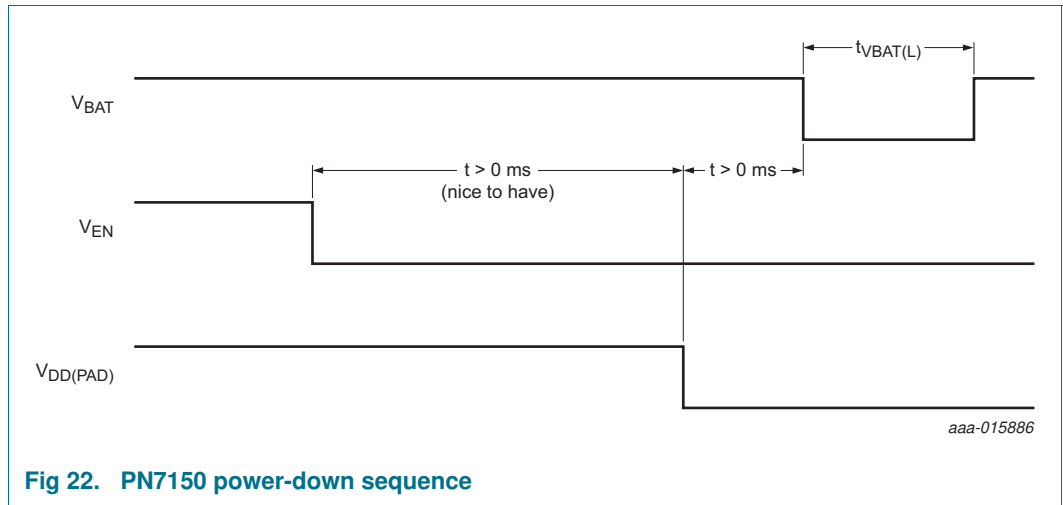 tVBAT(L)
VBAT
t > 0 ms
(nice to have)
t > 0 ms
VEN
VDD(PAD)
aaa-015886
Fig 22. PN7150 power-down sequence